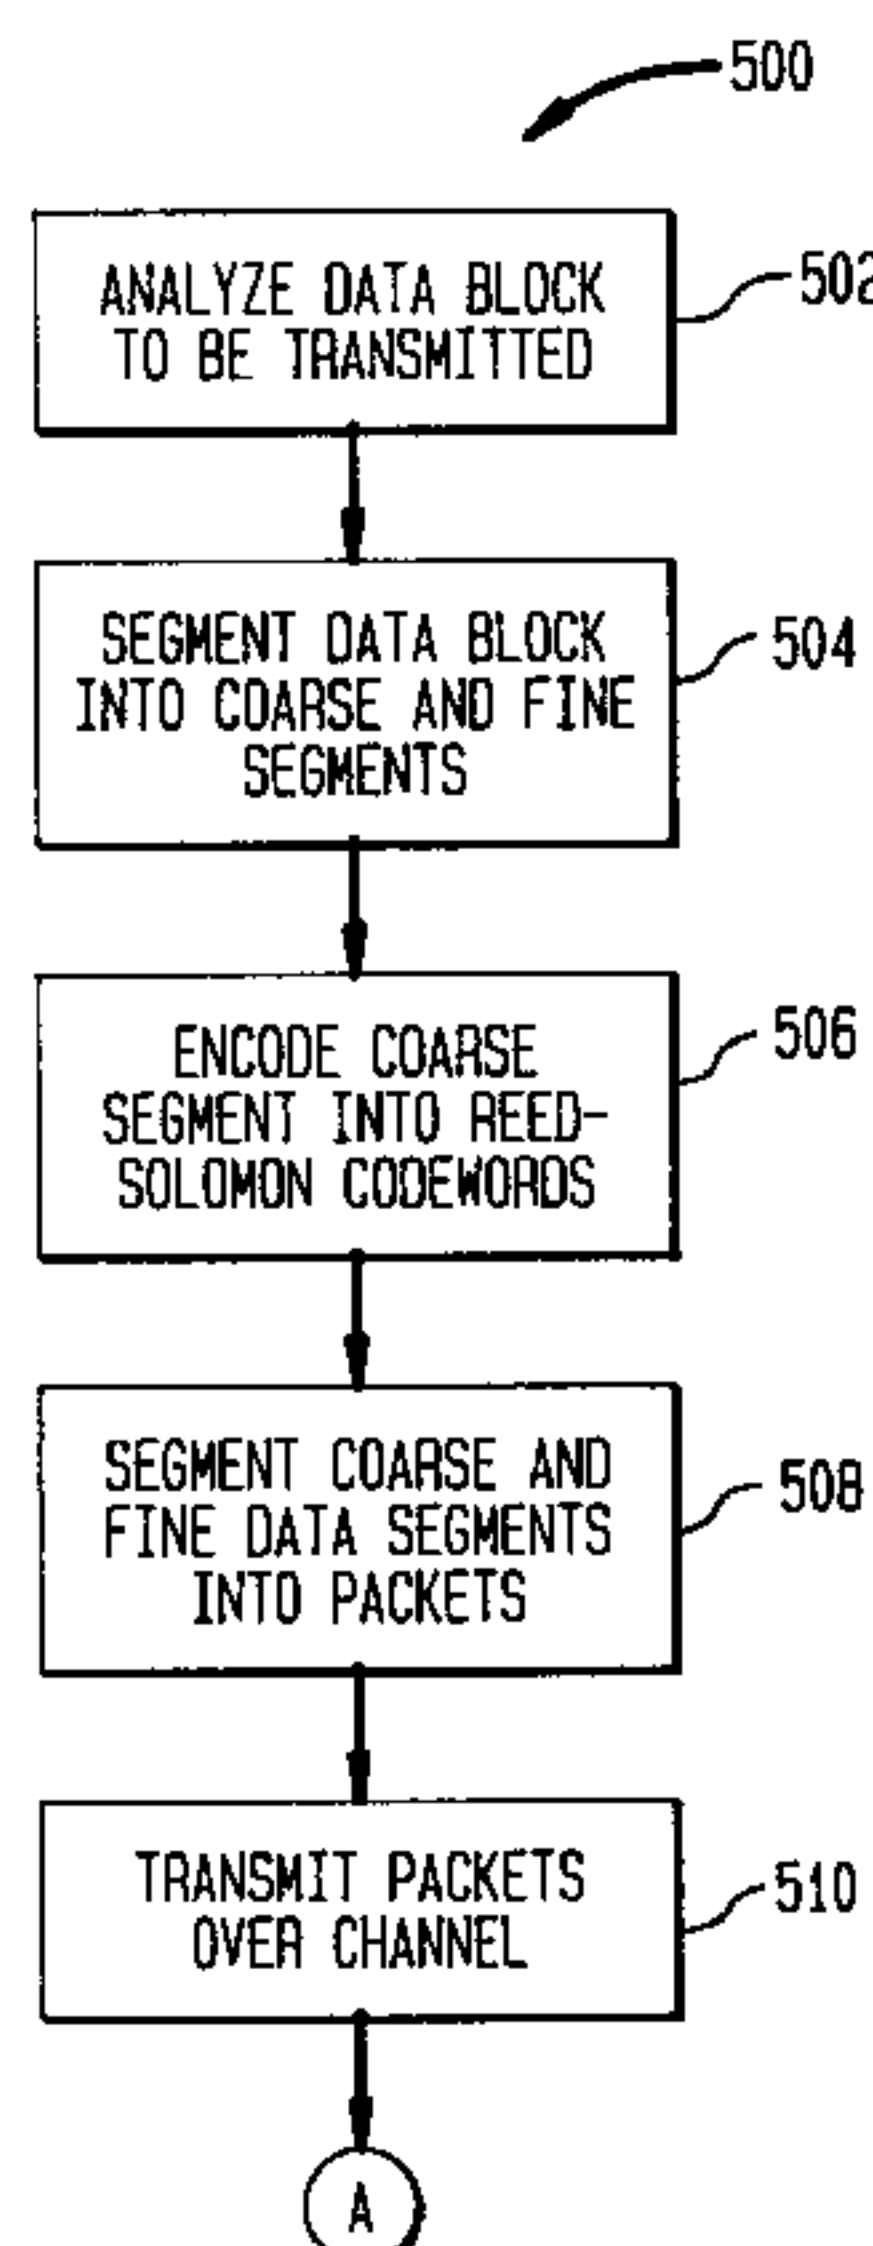 500
ANALYZE DATA BLOCK
TO BE TRANSMITTED
502
SEGMENT DATA BLOCK
INTO COARSE AND FINE
SEGMENTS
504
ENCODE COARSE
SEGMENT INTO REED-
SOLOMON CODEWORDS
506
SEGMENT COARSE AND
FINE DATA SEGMENTS
INTO PACKETS
508
TRANSMIT PACKETS
OVER CHANNEL
510
A